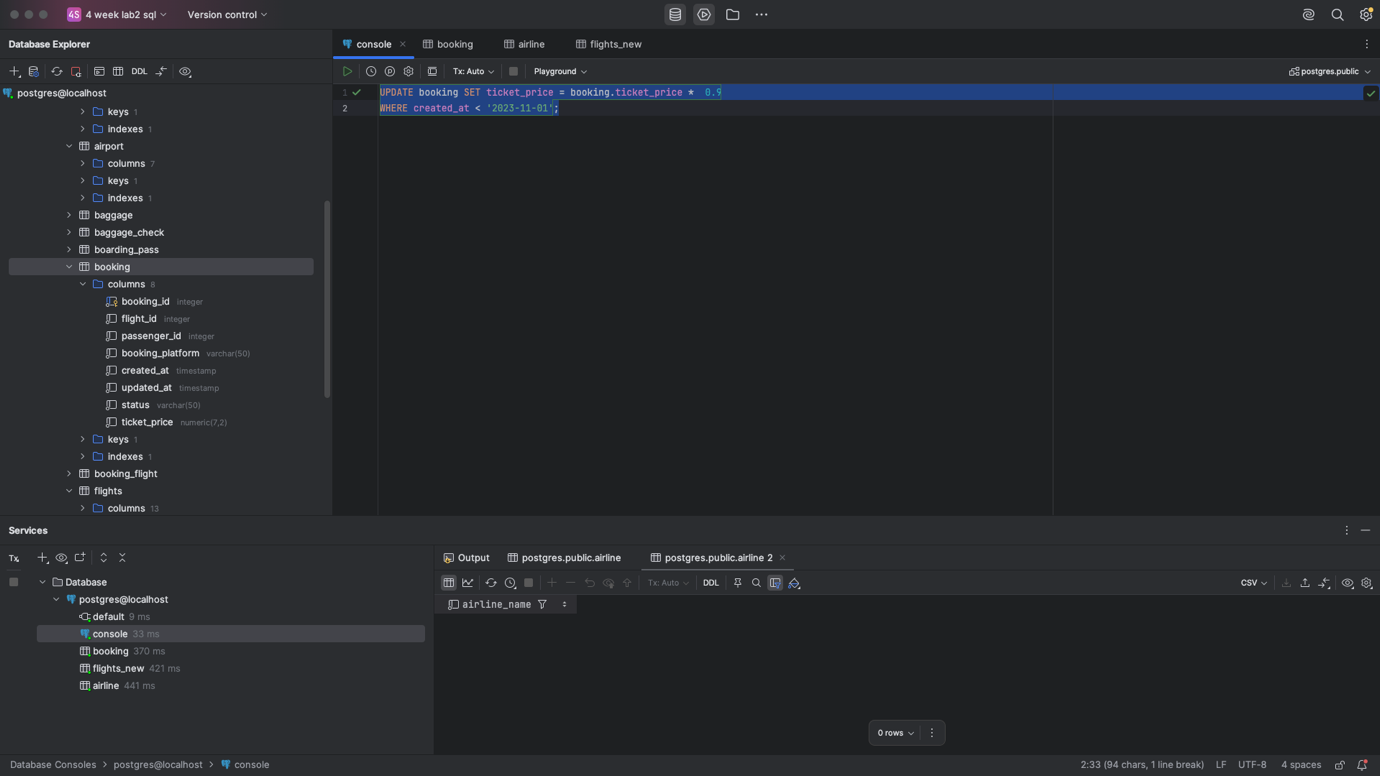 4S 4 week lab2 sql Version control
Database Explorer
console booking airline flights_new
DDL
Tx: Auto Playground postgres.public
postgres@localhost
1 UPDATE booking SET ticket_price = booking.ticket_price * 0.9
2 WHERE created_at < '2023-11-01';
keys 1
indexes 1
airport
columns 7
keys 1
indexes 1
baggage
baggage_check
boarding_pass
booking
columns 8
booking_id integer
flight_id integer
passenger_id integer
booking_platform varchar(50)
created_at timestamp
updated_at timestamp
status varchar(50)
ticket_price numeric(7,2)
keys 1
indexes 1
booking_flight
flights
columns 13
Services
Tx
Output postgres.public.airline postgres.public.airline 2
Tx: Auto DDL CSV
Database
postgres@localhost
default 9 ms
console 33 ms
booking 370 ms
flights_new 421 ms
airline 441 ms
airline_name
0 rows
Database Consoles postgres@localhost console 2:33 (94 chars, 1 line break) LF UTF-8 4 spaces